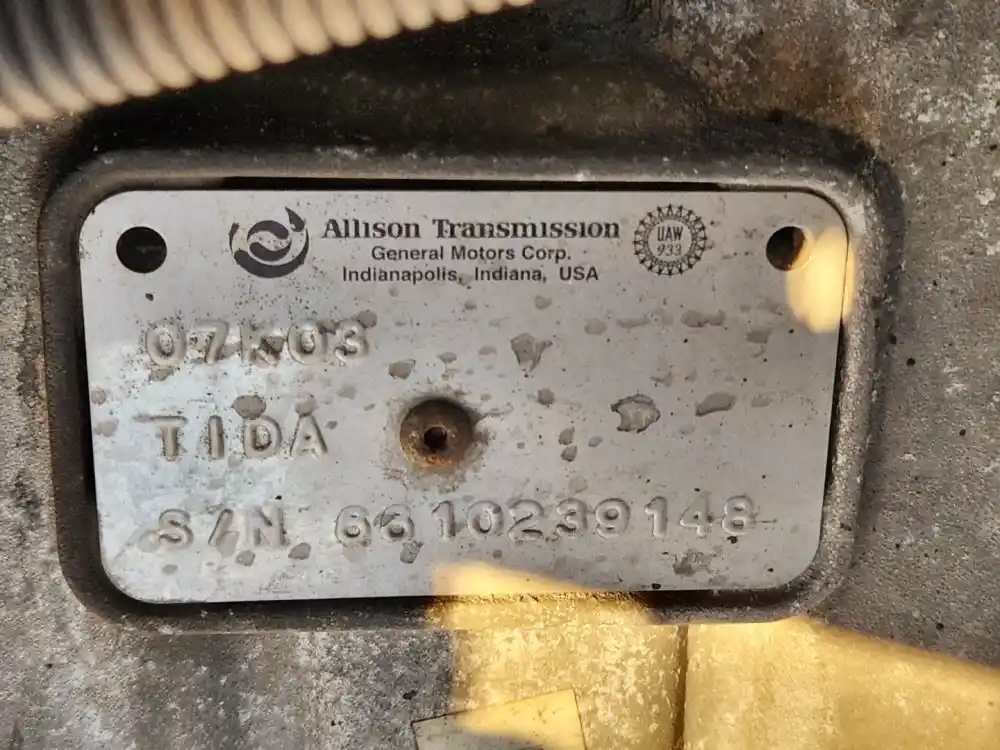 Allison Transmission
General Motors Corp.
Indianapolis, Indiana, USA
UAW
933
07K03
TIDA
S/N 6610239148